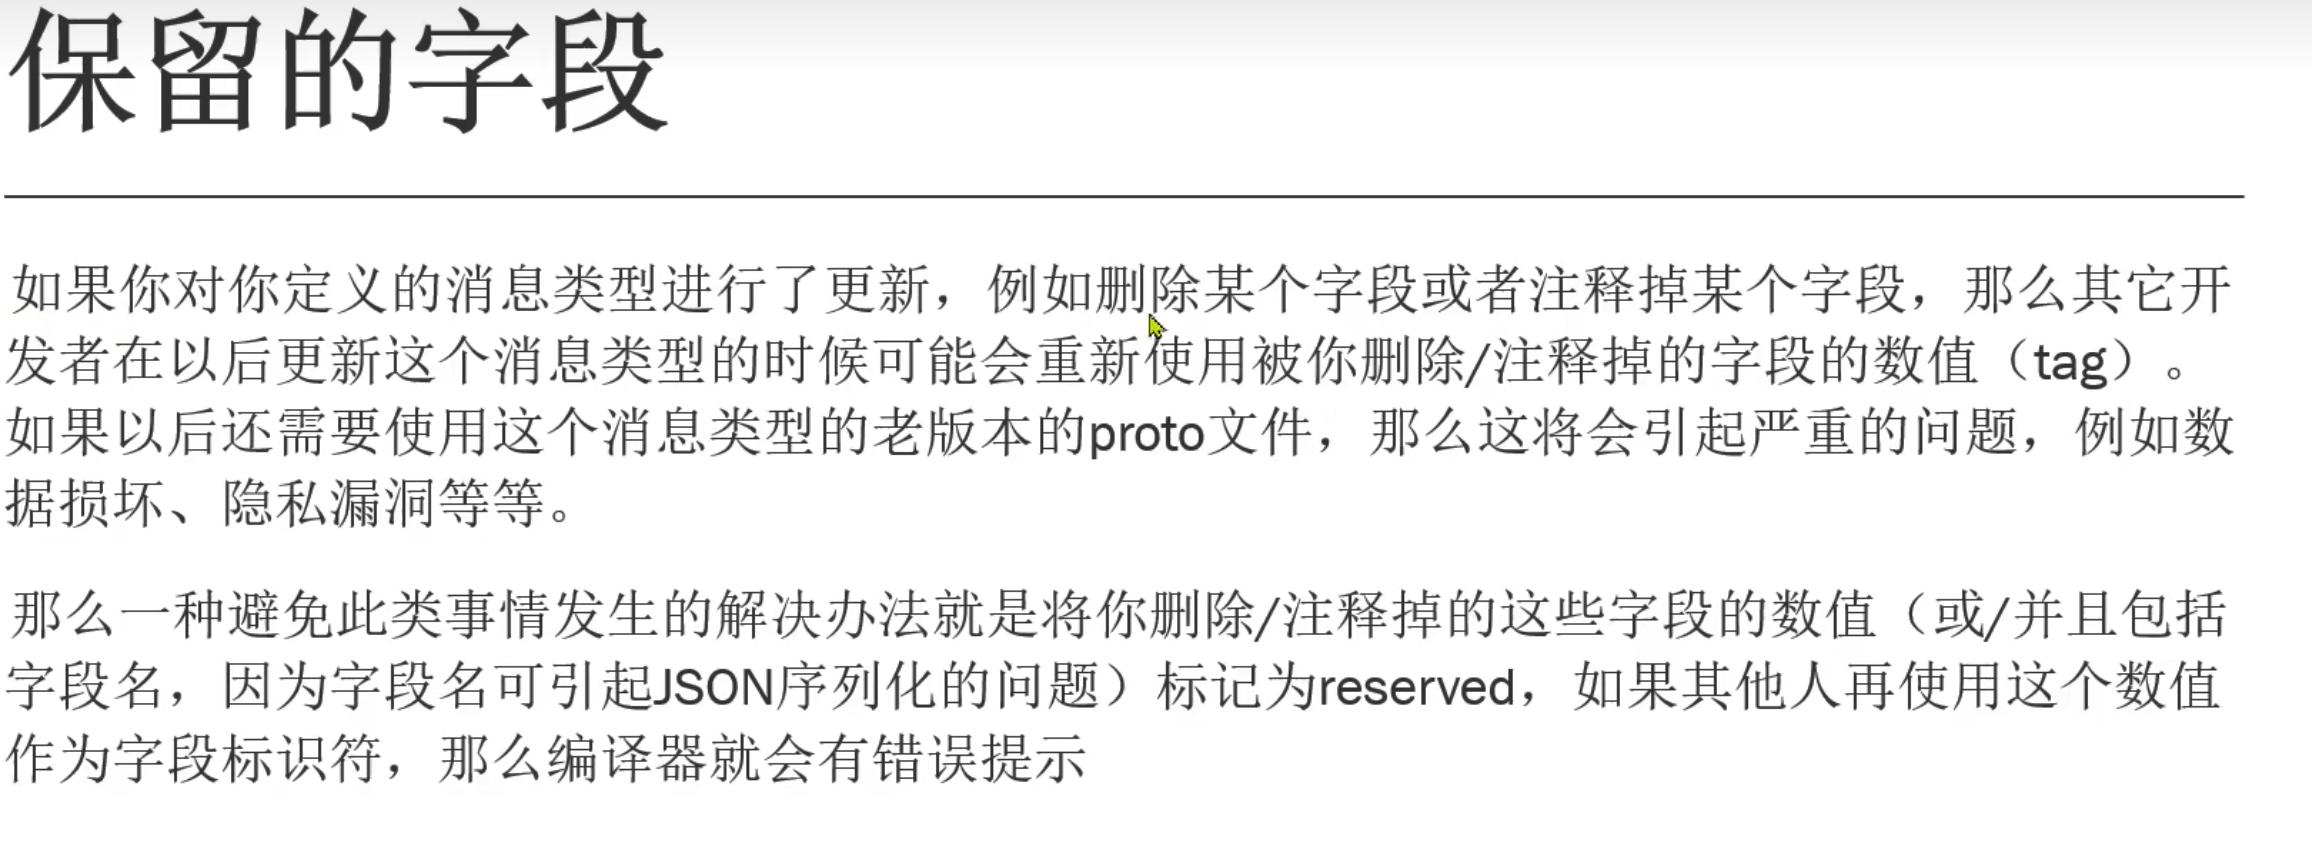 保留的字段
如果你对你定义的消息类型进行了更新，例如删除某个字段或者注释掉某个字段，那么其它开
发者在以后更新这个消息类型的时候可能会重新使用被你删除/注释掉的字段的数值（tag）。
如果以后还需要使用这个消息类型的老版本的proto文件，那么这将会引起严重的问题，例如数
据损坏、隐私漏洞等等。
那么一种避免此类事情发生的解决办法就是将你删除/注释掉的这些字段的数值（或/并且包括
字段名，因为字段名可引起JSON序列化的问题）标记为reserved，如果其他人再使用这个数值
作为字段标识符，那么编译器就会有错误提示